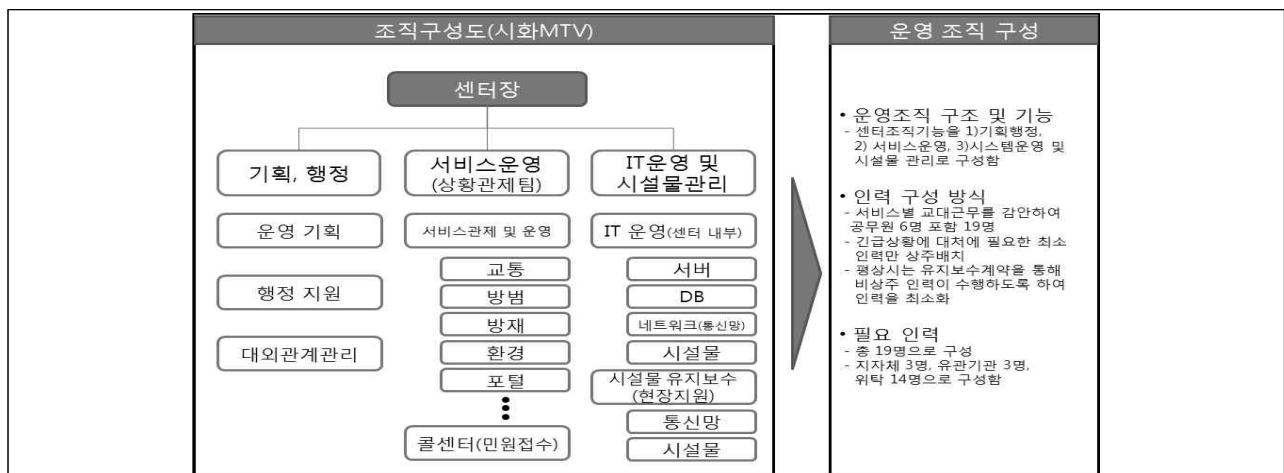 조직구성도(시화MTV)
센터장
기획, 행정
운영 기획
행정 지원
대외관계관리
서비스운영
(상황관제팀)
서비스관제 및 운영
교통
방범
방재
환경
포털
콜센터(민원접수)
IT운영 및
시설물관리
IT 운영(센터 내부)
서버
DB
네트워크(통신망)
시설물
시설물 유지보수
(현장지원)
통신망
시설물
운영 조직 구성
• 운영조직 구조 및 기능
- 센터조직기능을 1)기획행정,
2) 서비스운영, 3)시스템운영 및
시설물 관리로 구성함
• 인력 구성 방식
- 서비스별 교대근무를 감안하여
공무원 6명 포함 19명
- 긴급상황에 대처에 필요한 최소
인력만 상주배치
- 평상시는 유지보수계약을 통해
비상주 인력이 수행하도록 하여
인력을 최소화
• 필요 인력
- 총 19명으로 구성
- 지자체 3명, 유관기관 3명,
위탁 14명으로 구성함